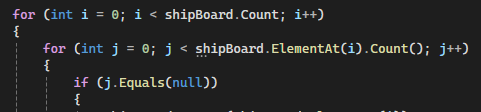 for (int i = 0; i < shipBoard.Count; i++)
{
for (int j = 0; j < shipBoard.ElementAt(i).Count(); j++)
{
if (j.Equals(null))
{